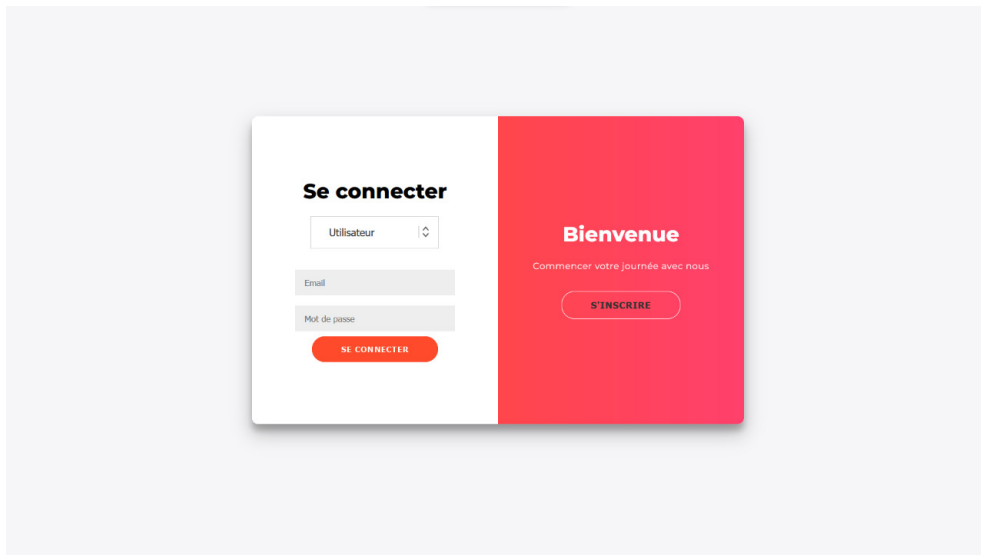 Se connecter
Utilisateur
Email
Mot de passe
SE CONNECTER
Bienvenue
Commencer votre journée avec nous
S'INSCRIRE